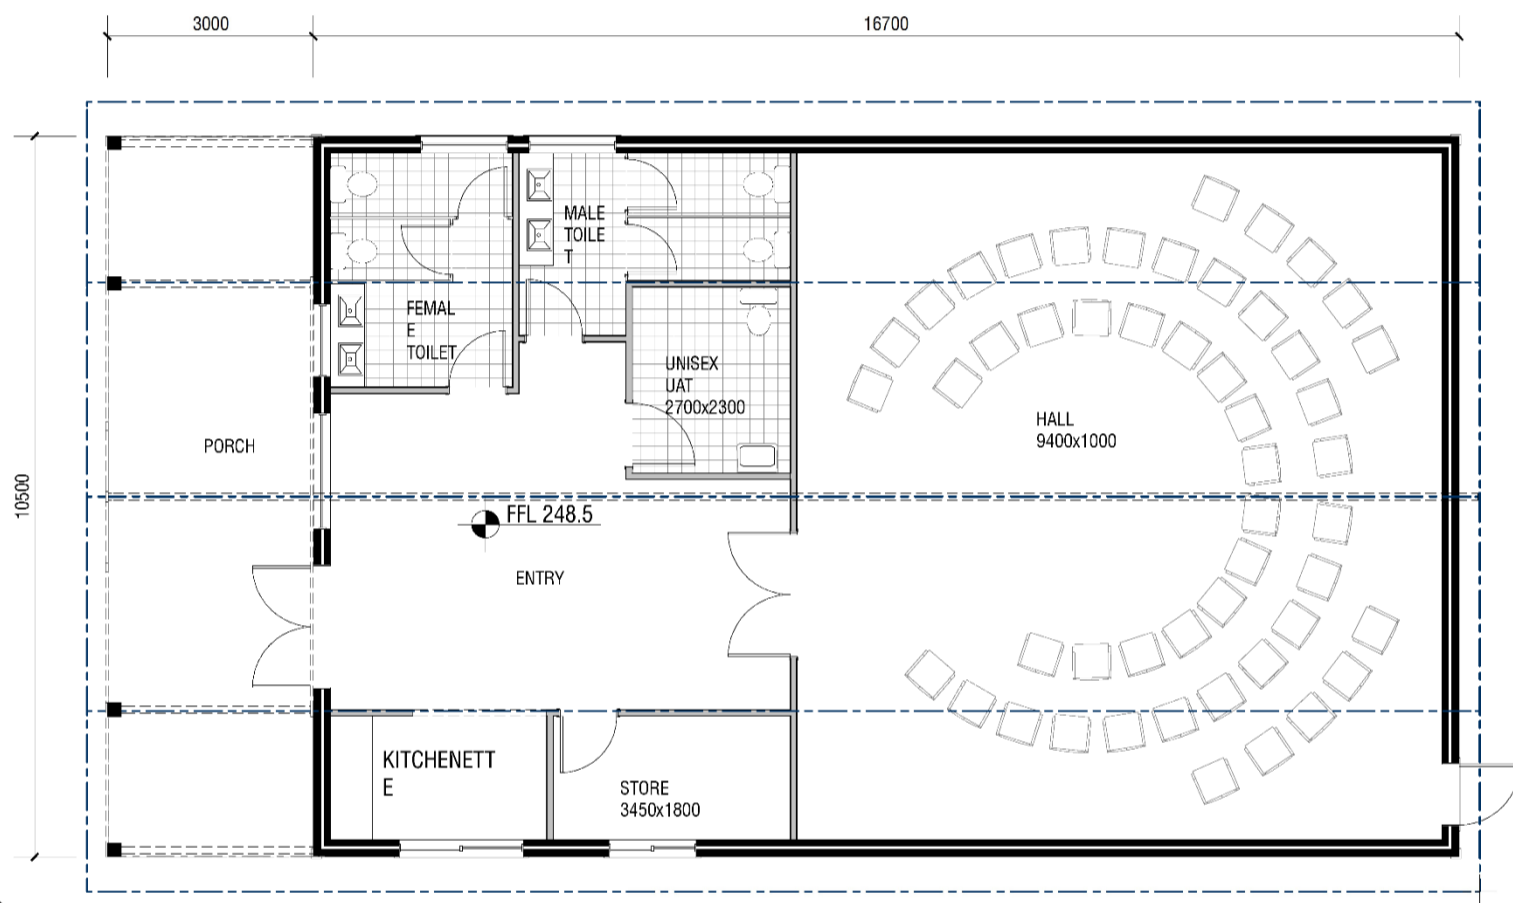 3000
16700
10500
MALE
TOILE
T
FEMAL
E
TOILET
UNISEX
UAT
2700x2300
HALL
9400x1000
PORCH
FFL 248.5
ENTRY
KITCHENETT
E
STORE
3450x1800